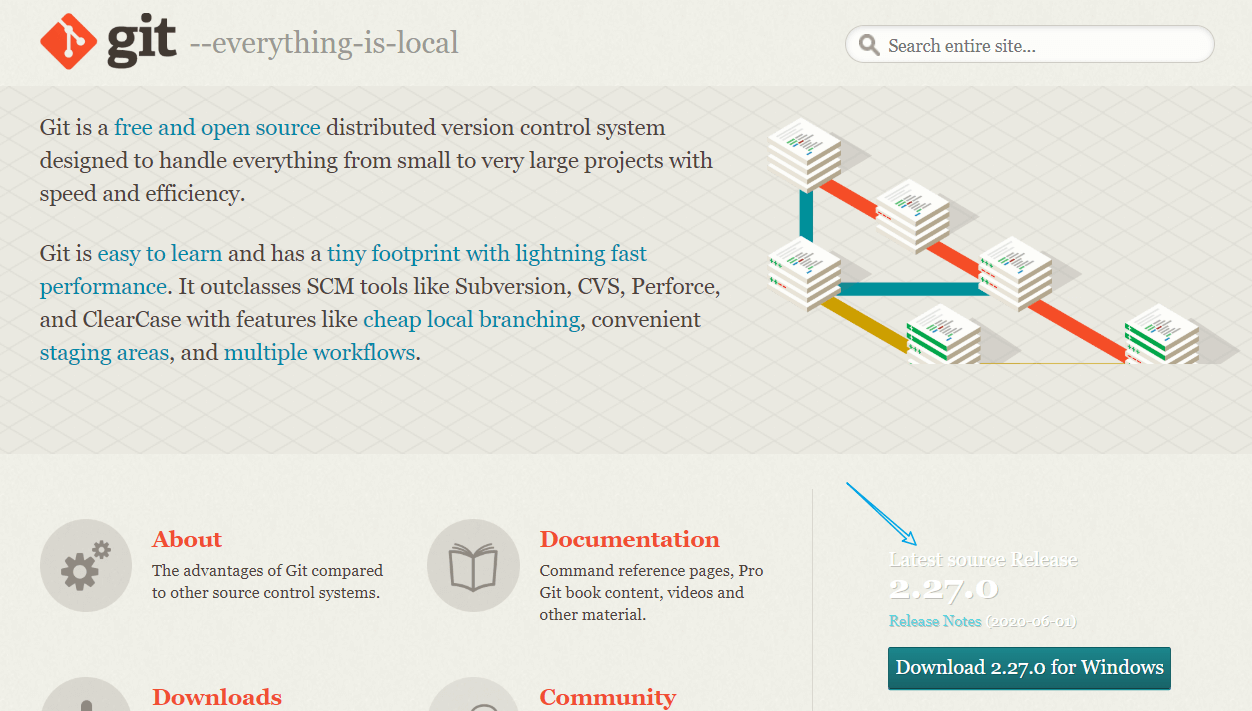 git --everything-is-local
Search entire site...
Git is a free and open source distributed version control system
designed to handle everything from small to very large projects with
speed and efficiency.
Git is easy to learn and has a tiny footprint with lightning fast
performance. It outclasses SCM tools like Subversion, CVS, Perforce,
and ClearCase with features like cheap local branching, convenient
staging areas, and multiple workflows.
About
The advantages of Git compared
to other source control systems.
Documentation
Command reference pages, Pro
Git book content, videos and
other material.
Downloads
Community
Latest source Release
2.27.0
Release Notes (2020-06-01)
Download 2.27.0 for Windows